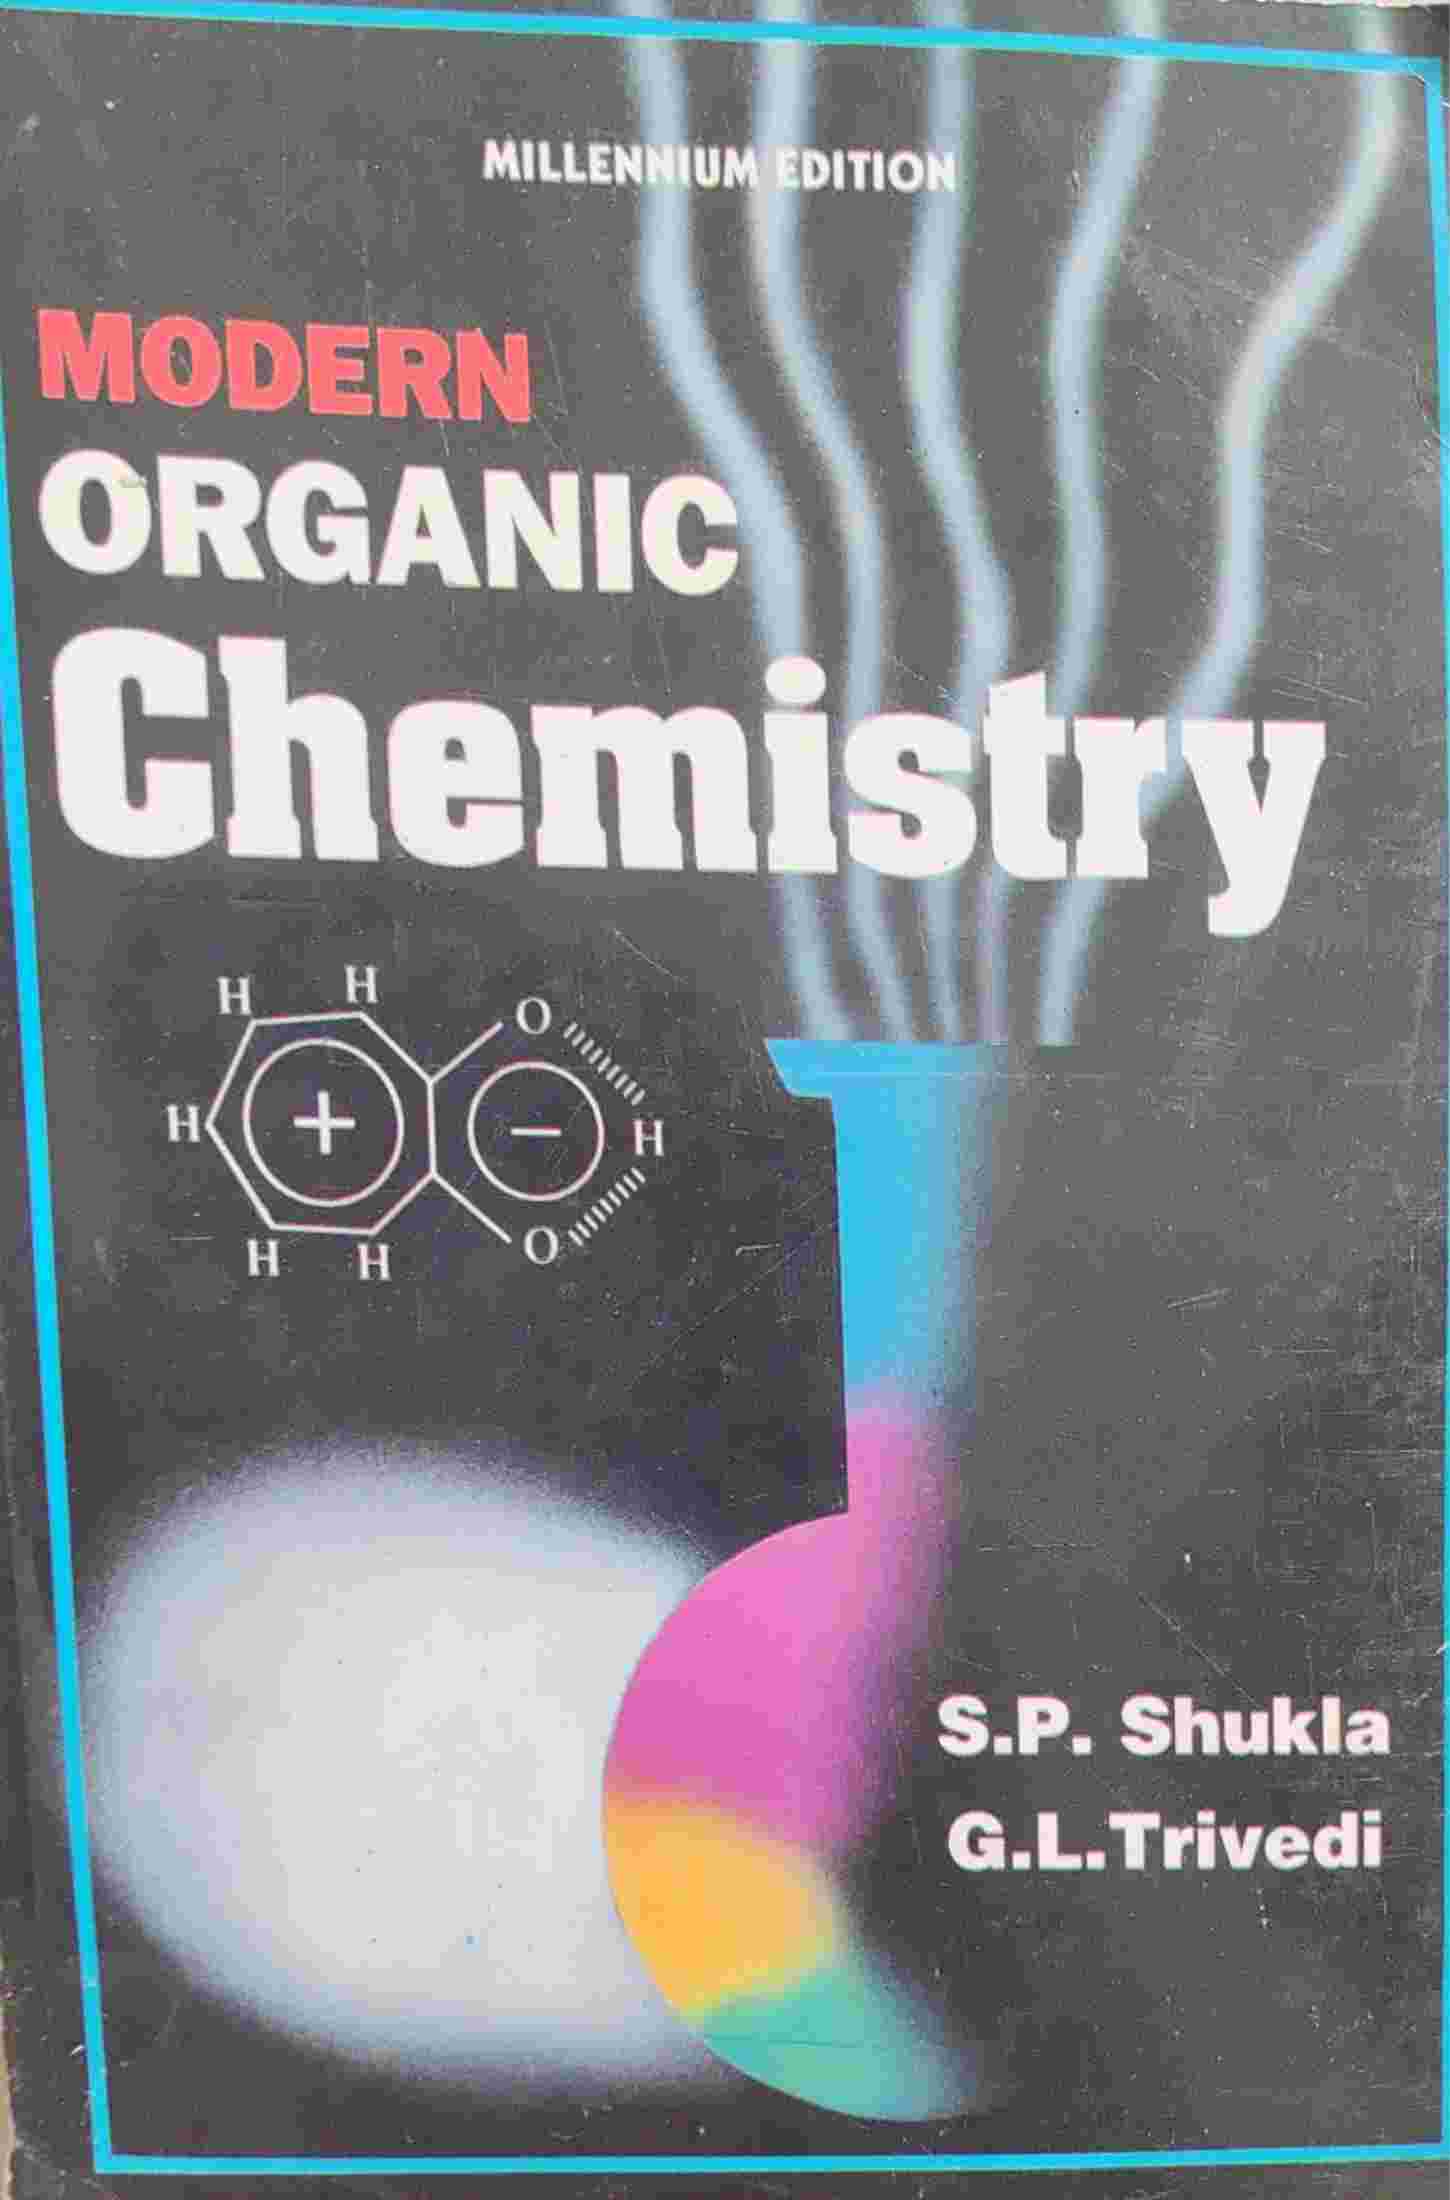 MILLENNIUM EDITION
MODERN
ORGANIC
Chemistry
H H O
H + − H
H H O
S.P. Shukla
G.L.Trivedi